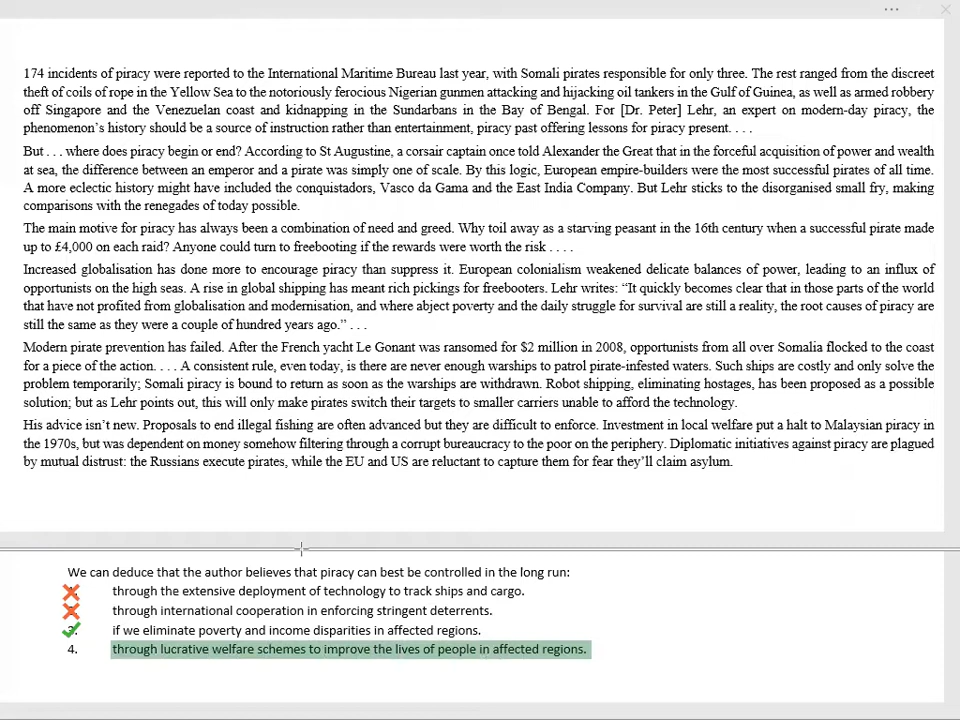 174 incidents of piracy were reported to the International Maritime Bureau last year, with Somali pirates responsible for only three. The rest ranged from the discreet
theft of coils of rope in the Yellow Sea to the notoriously ferocious Nigerian gunmen attacking and hijacking oil tankers in the Gulf of Guinea, as well as armed robbery
off Singapore and the Venezuelan coast and kidnapping in the Sundarbans in the Bay of Bengal. For [Dr. Peter] Lehr, an expert on modern-day piracy, the
phenomenon's history should be a source of instruction rather than entertainment, piracy past offering lessons for piracy present. . . .
But . . . where does piracy begin or end? According to St Augustine, a corsair captain once told Alexander the Great that in the forceful acquisition of power and wealth
at sea, the difference between an emperor and a pirate was simply one of scale. By this logic, European empire-builders were the most successful pirates of all time.
A more eclectic history might have included the conquistadors, Vasco da Gama and the East India Company. But Lehr sticks to the disorganised small fry, making
comparisons with the renegades of today possible.
The main motive for piracy has always been a combination of need and greed. Why toil away as a starving peasant in the 16th century when a successful pirate made
up to £4,000 on each raid? Anyone could turn to freebooting if the rewards were worth the risk . . . .
Increased globalisation has done more to encourage piracy than suppress it. European colonialism weakened delicate balances of power, leading to an influx of
opportunists on the high seas. A rise in global shipping has meant rich pickings for freebooters. Lehr writes: “It quickly becomes clear that in those parts of the world
that have not profited from globalisation and modernisation, and where abject poverty and the daily struggle for survival are still a reality, the root causes of piracy are
still the same as they were a couple of hundred years ago.” . . .
Modern pirate prevention has failed. After the French yacht Le Gonant was ransomed for $2 million in 2008, opportunists from all over Somalia flocked to the coast
for a piece of the action. . . . A consistent rule, even today, is there are never enough warships to patrol pirate-infested waters. Such ships are costly and only solve the
problem temporarily; Somali piracy is bound to return as soon as the warships are withdrawn. Robot shipping, eliminating hostages, has been proposed as a possible
solution; but as Lehr points out, this will only make pirates switch their targets to smaller carriers unable to afford the technology.
His advice isn't new. Proposals to end illegal fishing are often advanced but they are difficult to enforce. Investment in local welfare put a halt to Malaysian piracy in
the 1970s, but was dependent on money somehow filtering through a corrupt bureaucracy to the poor on the periphery. Diplomatic initiatives against piracy are plagued
by mutual distrust: the Russians execute pirates, while the EU and US are reluctant to capture them for fear they'll claim asylum.
We can deduce that the author believes that piracy can best be controlled in the long run:
through the extensive deployment of technology to track ships and cargo.
through international cooperation in enforcing stringent deterrents.
if we eliminate poverty and income disparities in affected regions.
4. through lucrative welfare schemes to improve the lives of people in affected regions.